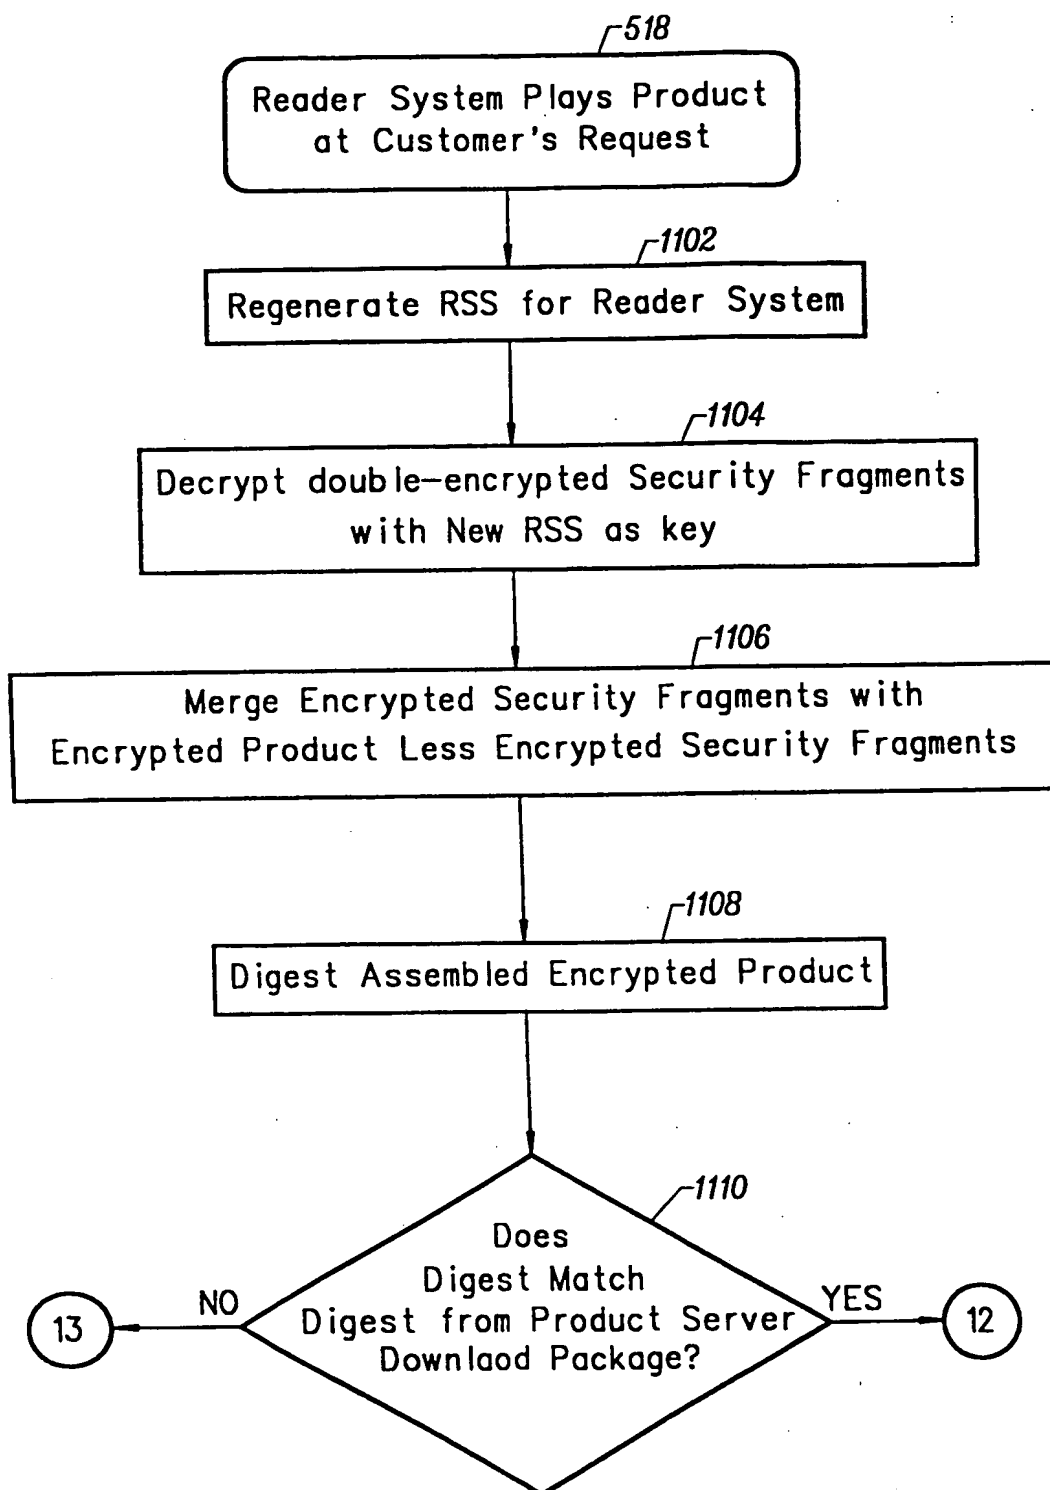 518
Reader System Plays Product
at Customer's Request
1102
Regenerate RSS for Reader System
1104
Decrypt double-encrypted Security Fragments
with New RSS as key
1106
Merge Encrypted Security Fragments with
Encrypted Product Less Encrypted Security Fragments
1108
Digest Assembled Encrypted Product
1110
Does
Digest Match
Digest from Product Server
Downlaod Package?
NO
YES
13
12